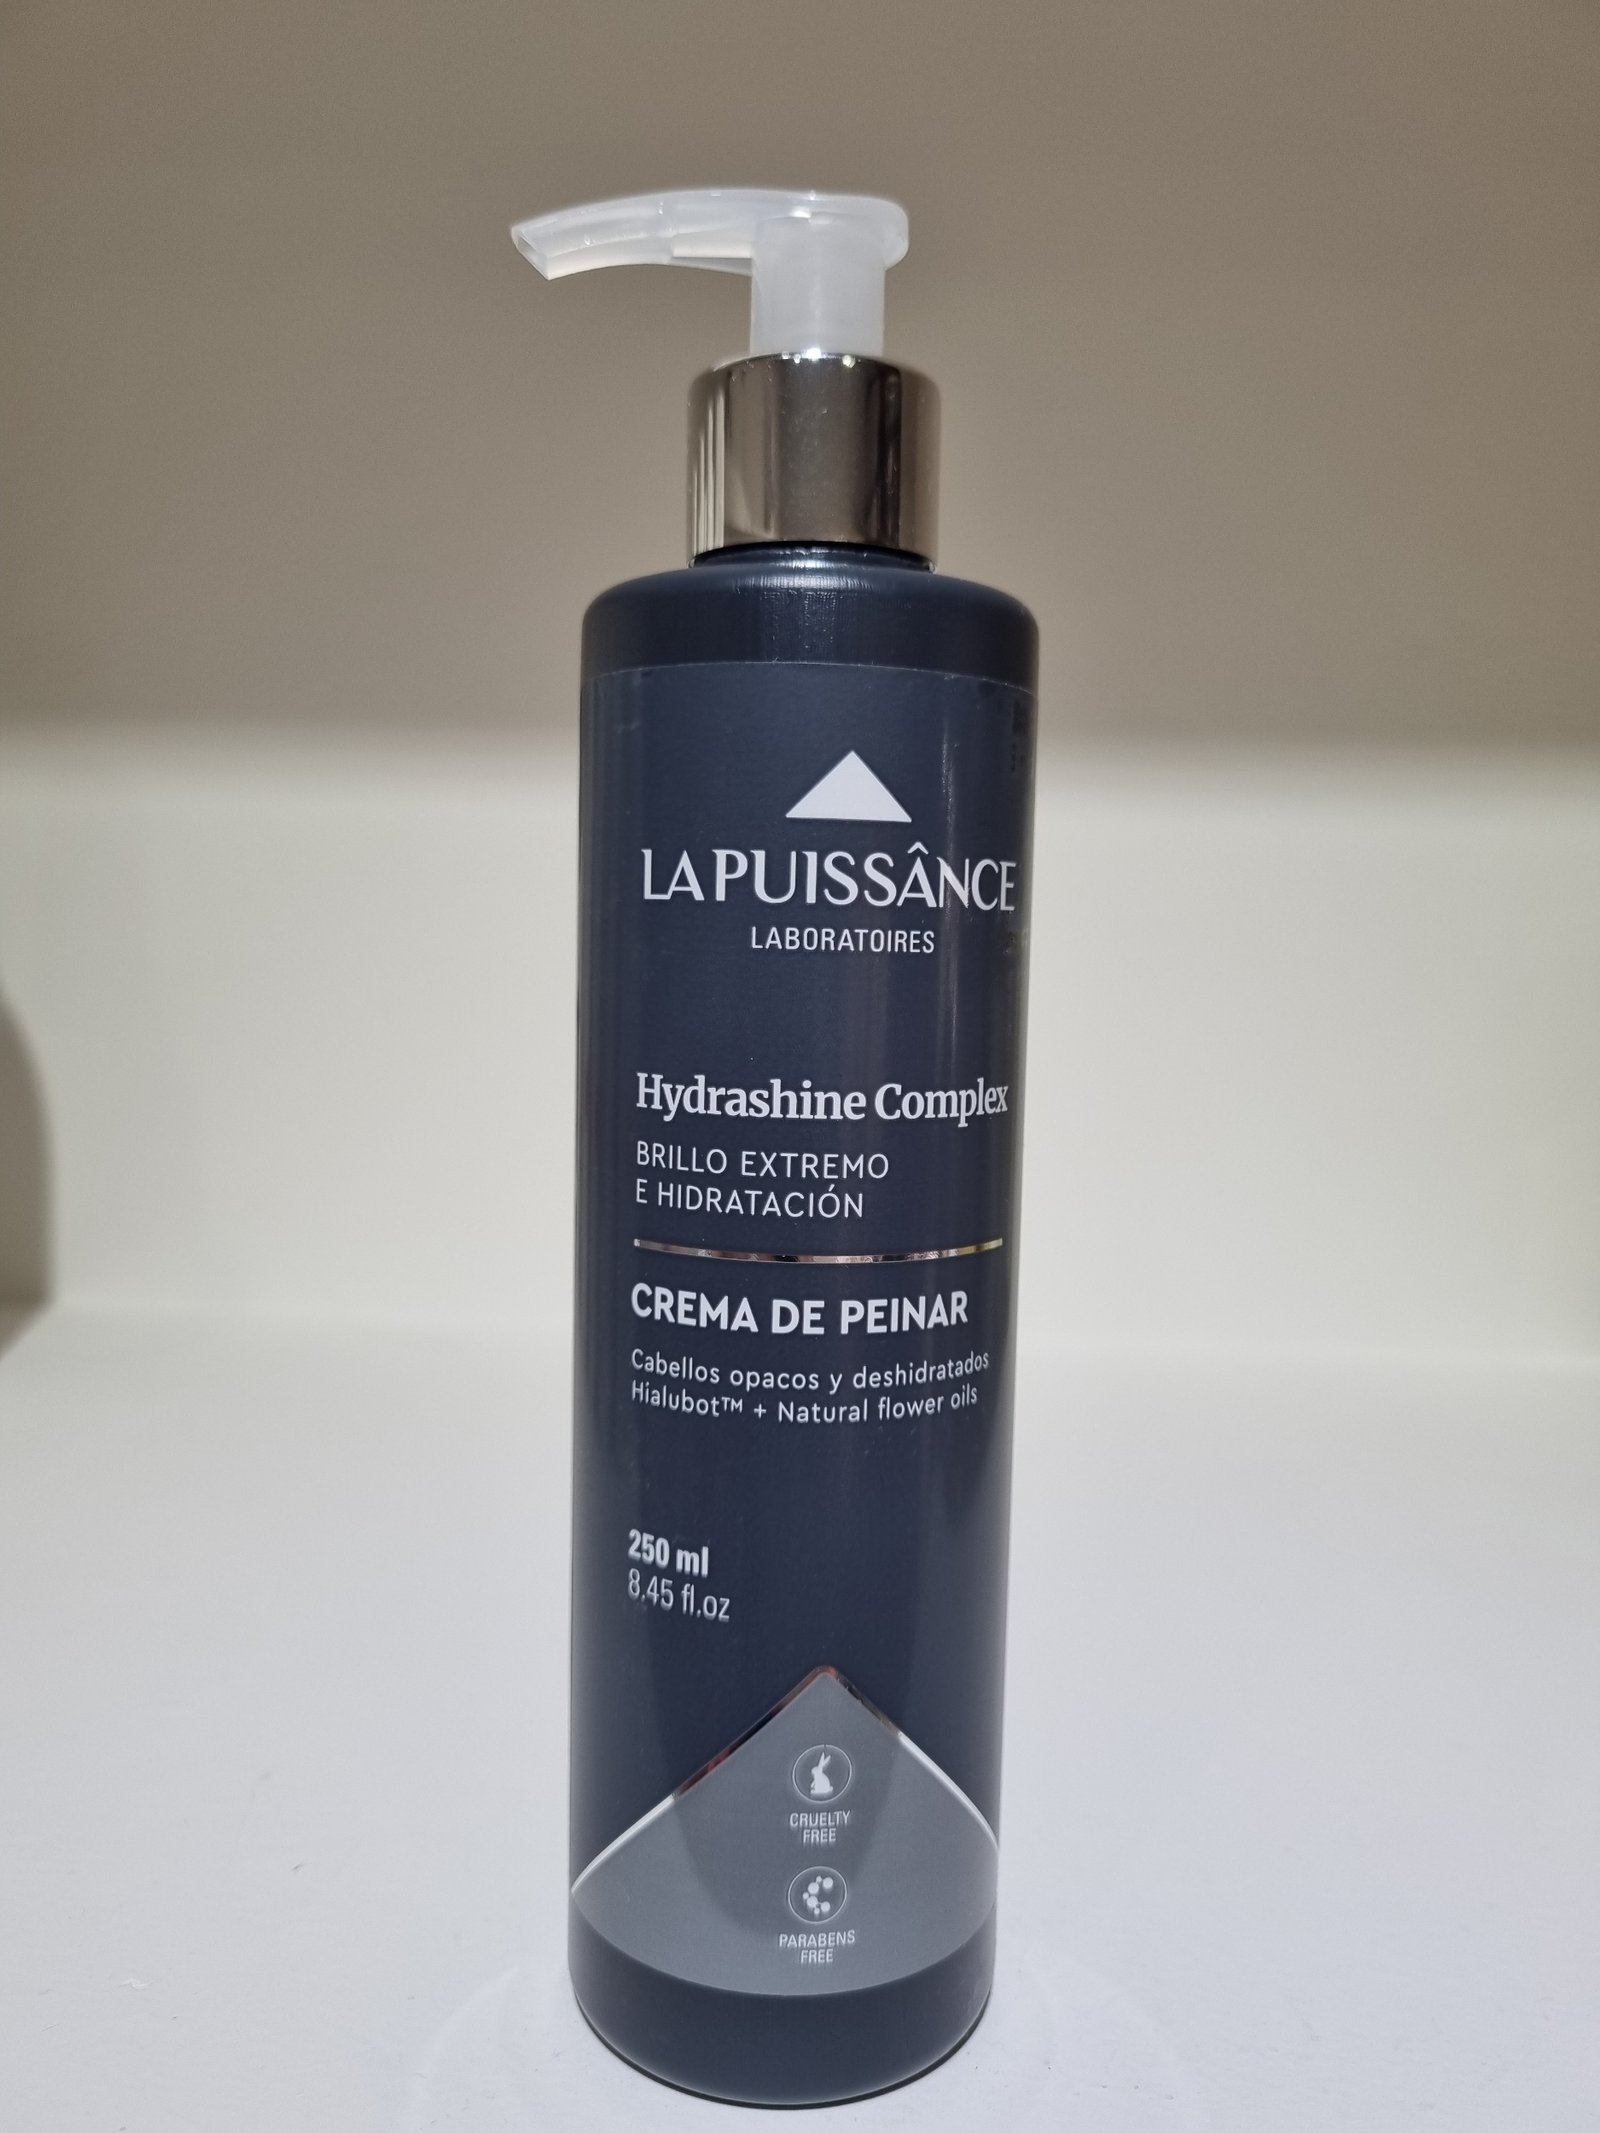 LAPUISSÂNCE
LABORATOIRES
Hydrashine Complex
BRILLO EXTREMO
E HIDRATACIÓN
CREMA DE PEINAR
Cabellos opacos y deshidratados
Hialubot™ + Natural flower oils
250 ml
8.45 fl.oz
CRUELTY
FREE
PARABENS
FREE